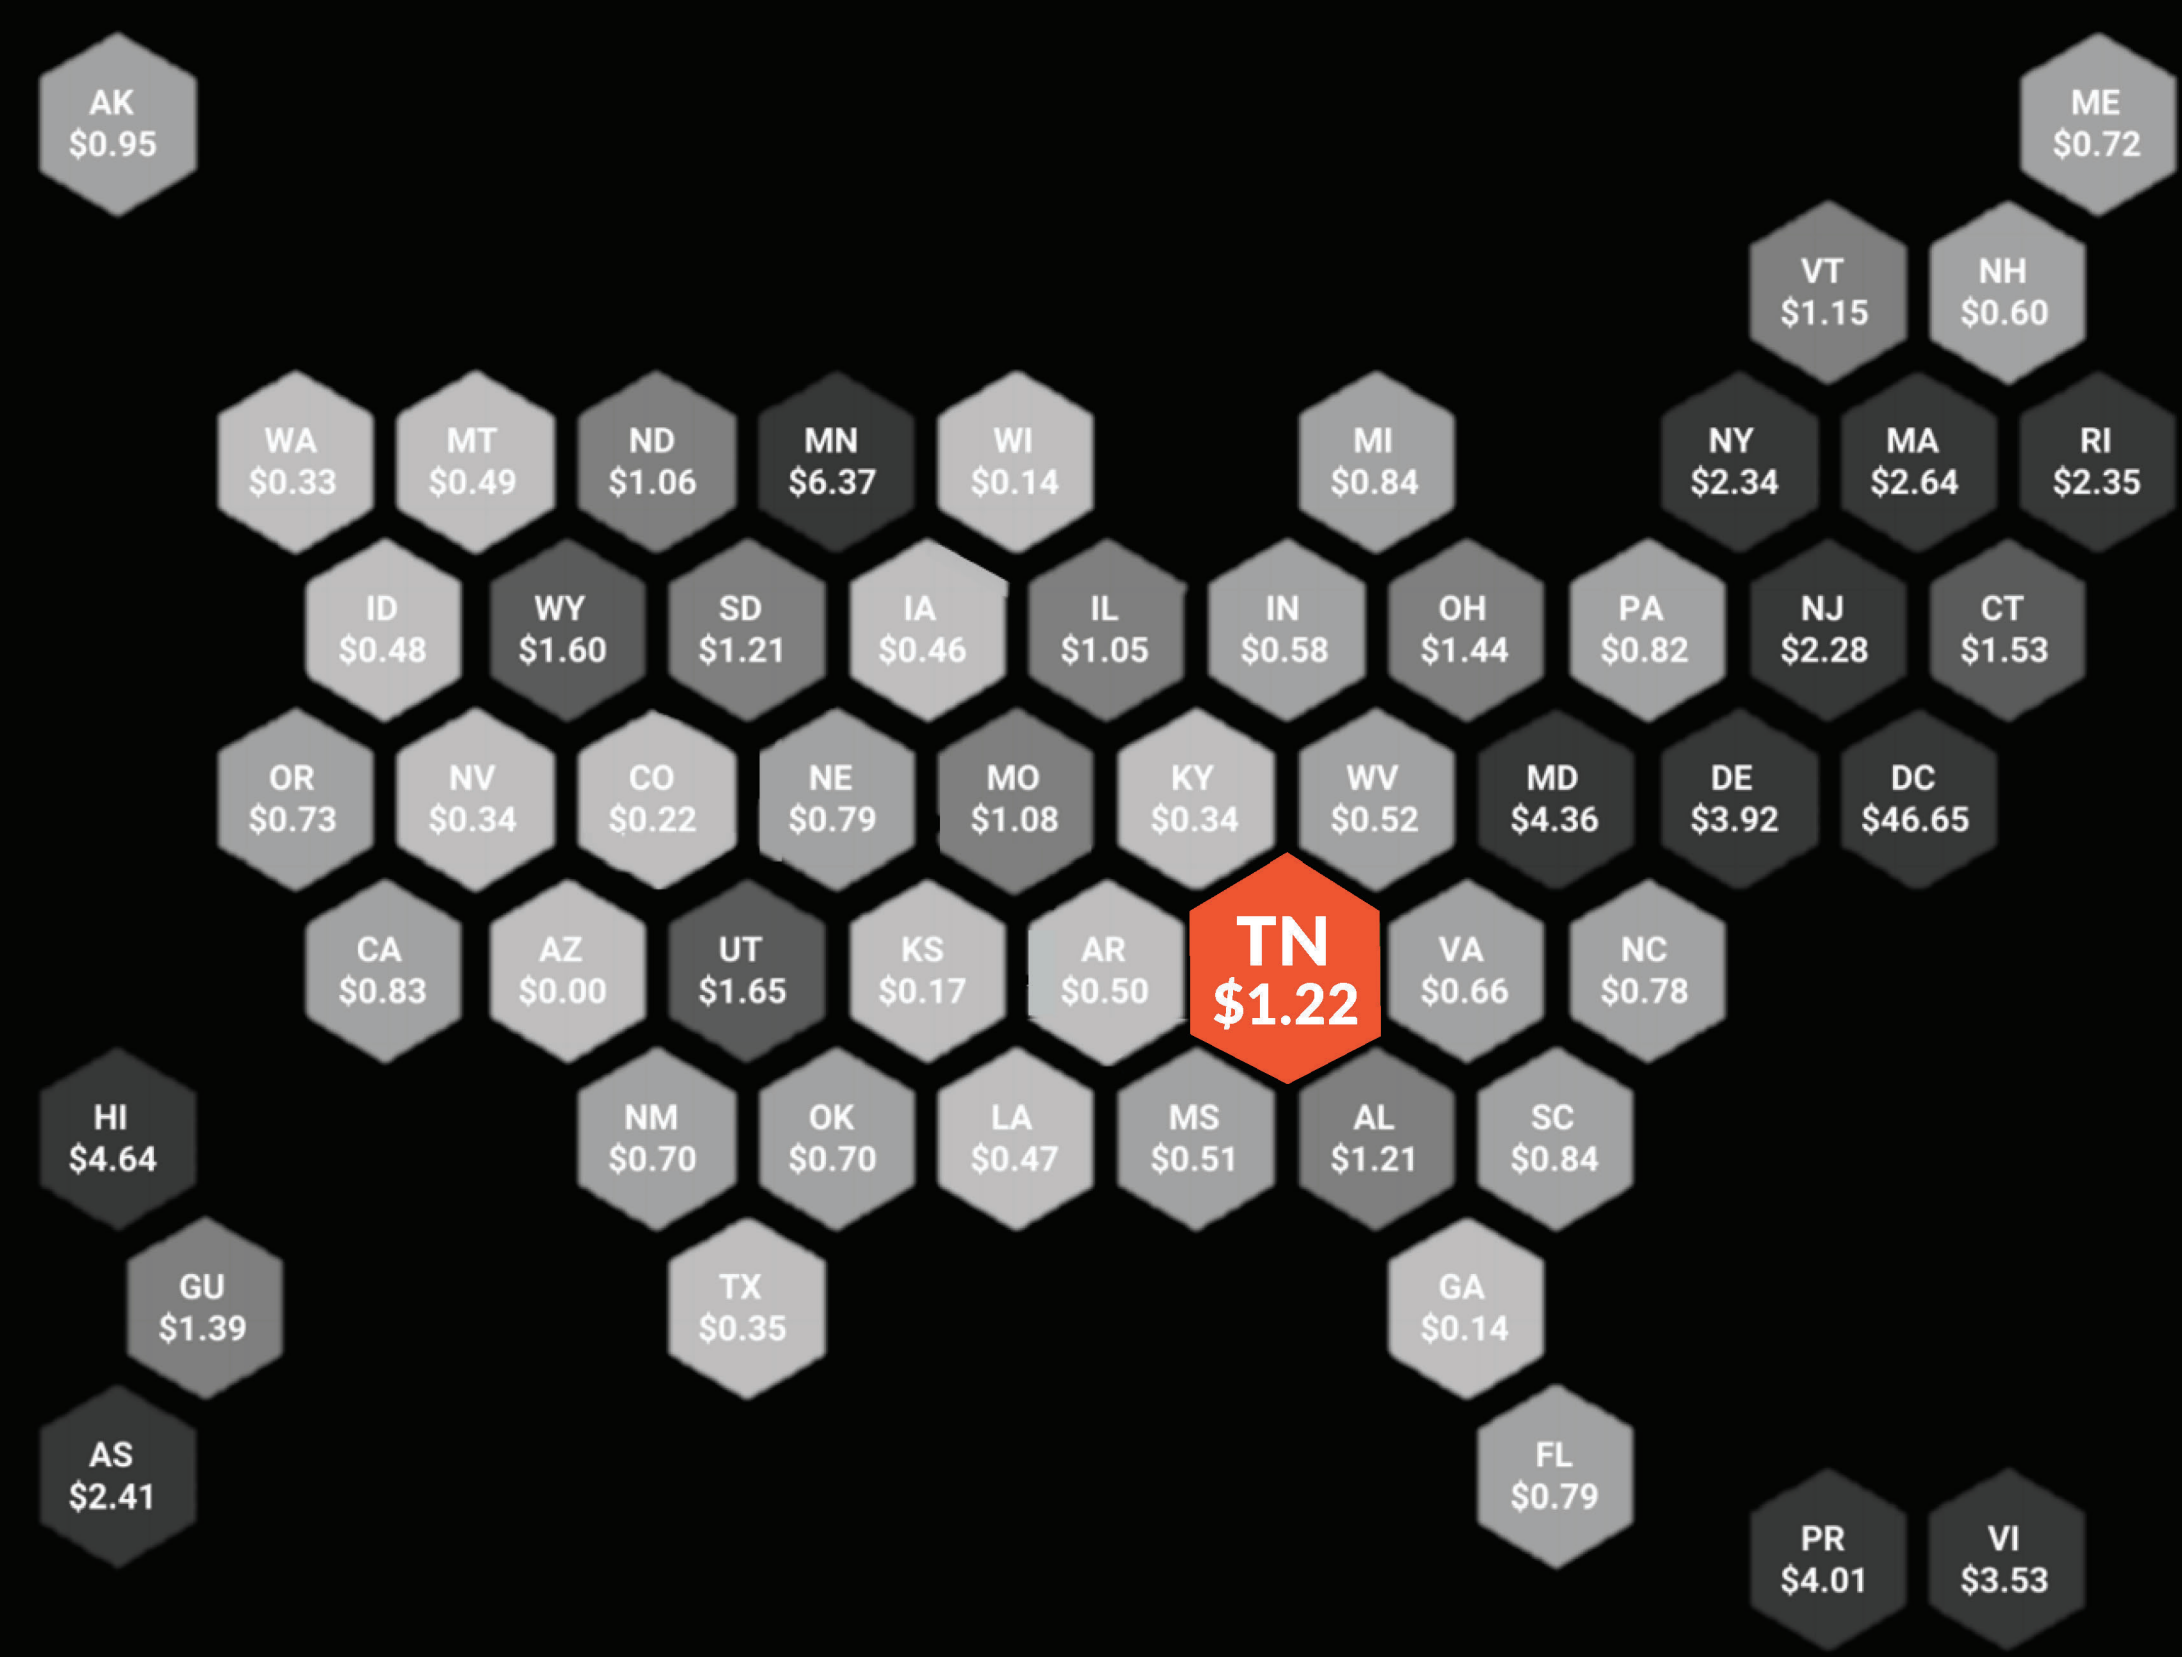 AK
$0.95
ME
$0.72
VT
$1.15
NH
$0.60
WA
$0.33
MT
$0.49
ND
$1.06
MN
$6.37
WI
$0.14
MI
$0.84
NY
$2.34
MA
$2.64
RI
$2.35
ID
$0.48
WY
$1.60
SD
$1.21
IA
$0.46
IL
$1.05
IN
$0.58
OH
$1.44
PA
$0.82
NJ
$2.28
CT
$1.53
OR
$0.73
NV
$0.34
CO
$0.22
NE
$0.79
MO
$1.08
KY
$0.34
WV
$0.52
MD
$4.36
DE
$3.92
DC
$46.65
CA
$0.83
AZ
$0.00
UT
$1.65
KS
$0.17
AR
$0.50
TN
$1.22
VA
$0.66
NC
$0.78
HI
$4.64
NM
$0.70
OK
$0.70
LA
$0.47
MS
$0.51
AL
$1.21
SC
$0.84
GU
$1.39
TX
$0.35
GA
$0.14
AS
$2.41
FL
$0.79
PR
$4.01
VI
$3.53